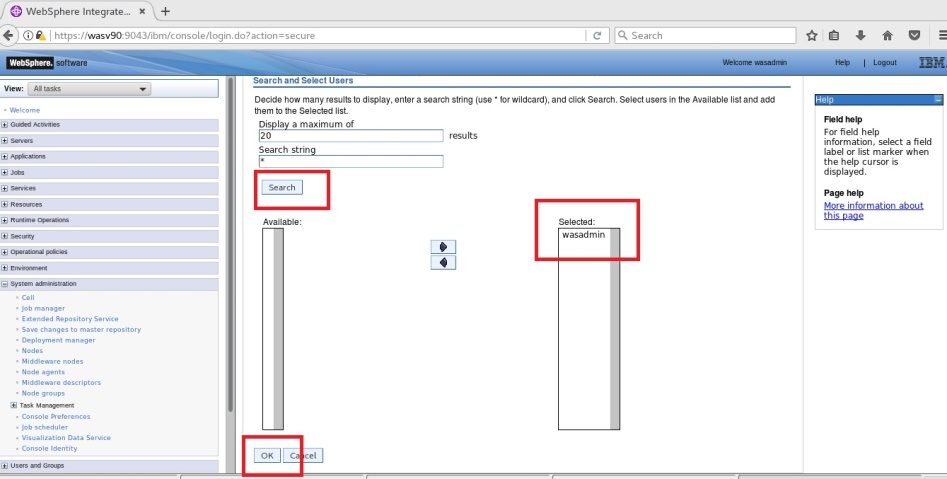 WebSphere Integrate...
https://wasv90:9043/ibm/console/login.do?action=secure
Search
WebSphere. software
Welcome wasadmin
Help | Logout
IBM.
View: All tasks
Welcome
Guided Activities
Servers
Applications
Jobs
Services
Resources
Runtime Operations
Security
Operational policies
Environment
System administration
Cell
Job manager
Extended Repository Service
Save changes to master repository
Deployment manager
Nodes
Middleware nodes
Node agents
Middleware descriptors
Node groups
Task Management
Console Preferences
Job scheduler
Visualization Data Service
Console Identity
Users and Groups
Search and Select Users
Decide how many results to display, enter a search string (use * for wildcard), and click Search. Select users in the Available list and add
them to the Selected list.
Display a maximum of
20 results
Search string
*
Search
Available:
Selected:
wasadmin
OK Cancel
Help
Field help
For field help
information, select a field
label or list marker when
the help cursor is
displayed.
Page help
More information about
this page